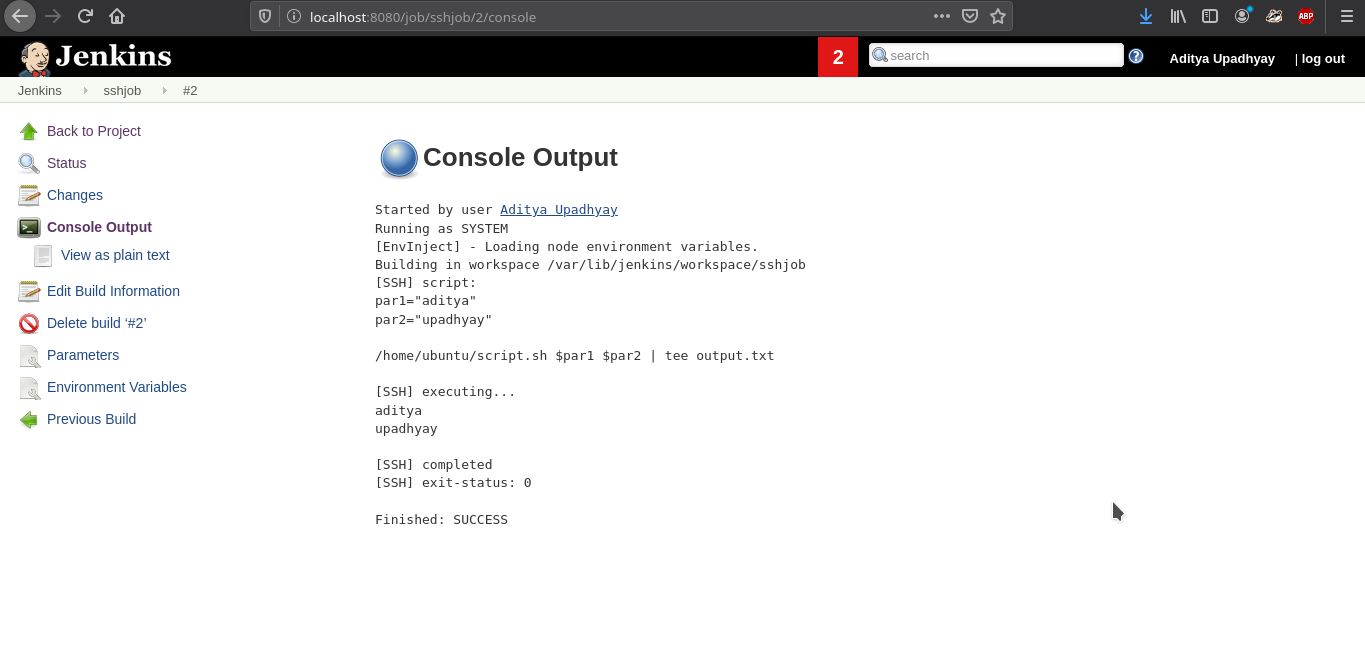 localhost:8080/job/sshjob/2/console
ABP
Jenkins
2
search
?
Aditya Upadhyay
| log out
Jenkins
sshjob
#2
Back to Project
Status
Changes
Console Output
View as plain text
Edit Build Information
Delete build ‘#2’
Parameters
Environment Variables
Previous Build
Console Output
Started by user Aditya Upadhyay
Running as SYSTEM
[EnvInject] - Loading node environment variables.
Building in workspace /var/lib/jenkins/workspace/sshjob
[SSH] script:
par1="aditya"
par2="upadhyay"
/home/ubuntu/script.sh $par1 $par2 | tee output.txt
[SSH] executing...
aditya
upadhyay
[SSH] completed
[SSH] exit-status: 0
Finished: SUCCESS